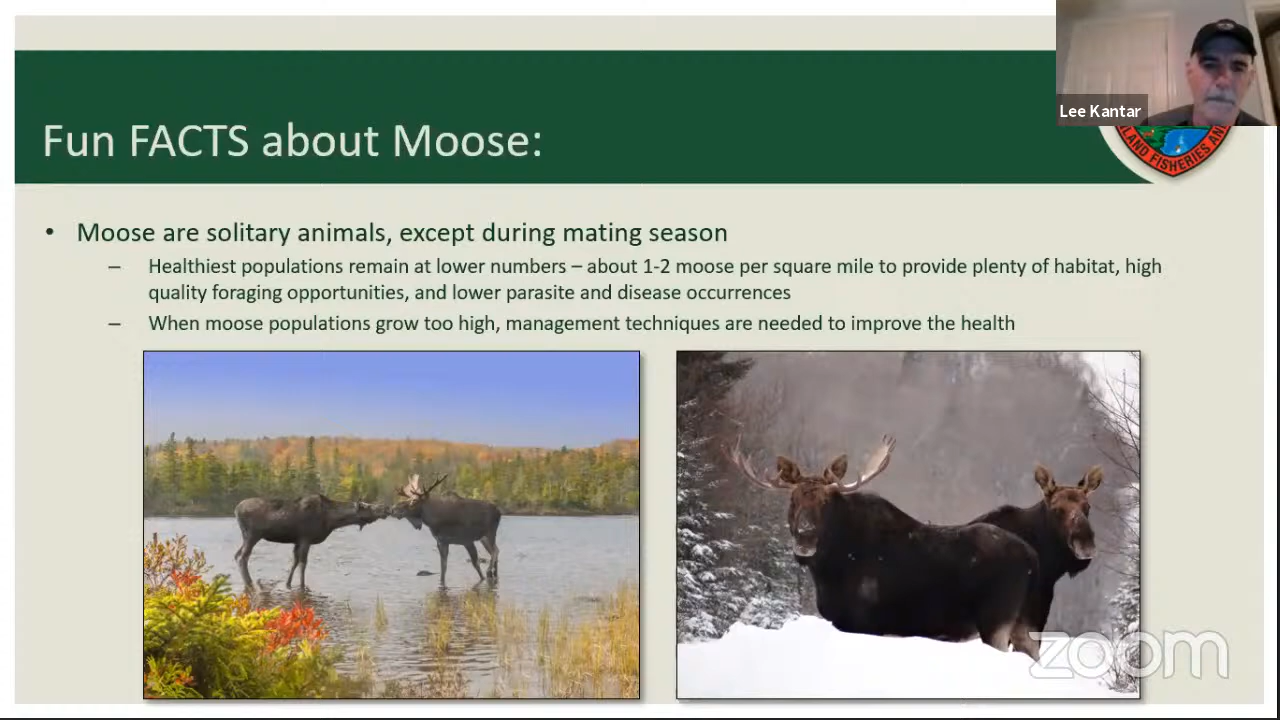 Lee Kantar
Fun FACTS about Moose:
LAND FISHERIES AN
• Moose are solitary animals, except during mating season
– Healthiest populations remain at lower numbers – about 1-2 moose per square mile to provide plenty of habitat, high
quality foraging opportunities, and lower parasite and disease occurrences
– When moose populations grow too high, management techniques are needed to improve the health
zoom